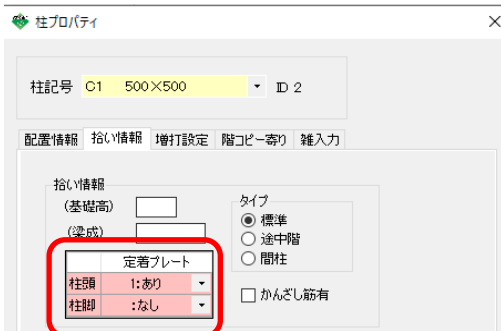 柱プロパティ
柱記号 C1 500×500 ID 2
配置情報 拾い情報 増打設定 階コピー寄り 雑入力
拾い情報
(基礎高)
(梁成)
定着プレート
柱頭 1:あり
柱脚 :なし
タイプ
標準
途中階
間柱
かんざし筋有